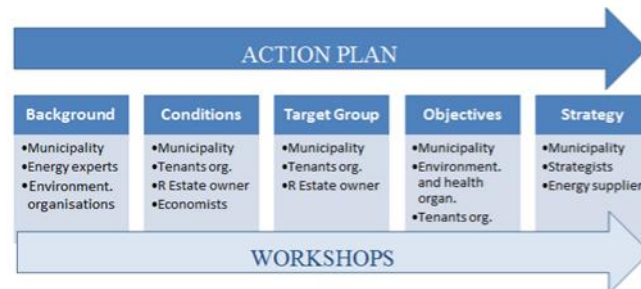 ACTION PLAN
Background
•Municipality
•Energy experts
•Environment.
organisations
Conditions
•Municipality
•Tenants org.
•R Estate owner
•Economists
Target Group
•Municipality
•Tenants org.
•R Estate owner
Objectives
•Municipality
•Environment.
and health
organ.
•Tenants org.
Strategy
•Municipality
•Strategists
•Energy supplier
WORKSHOPS